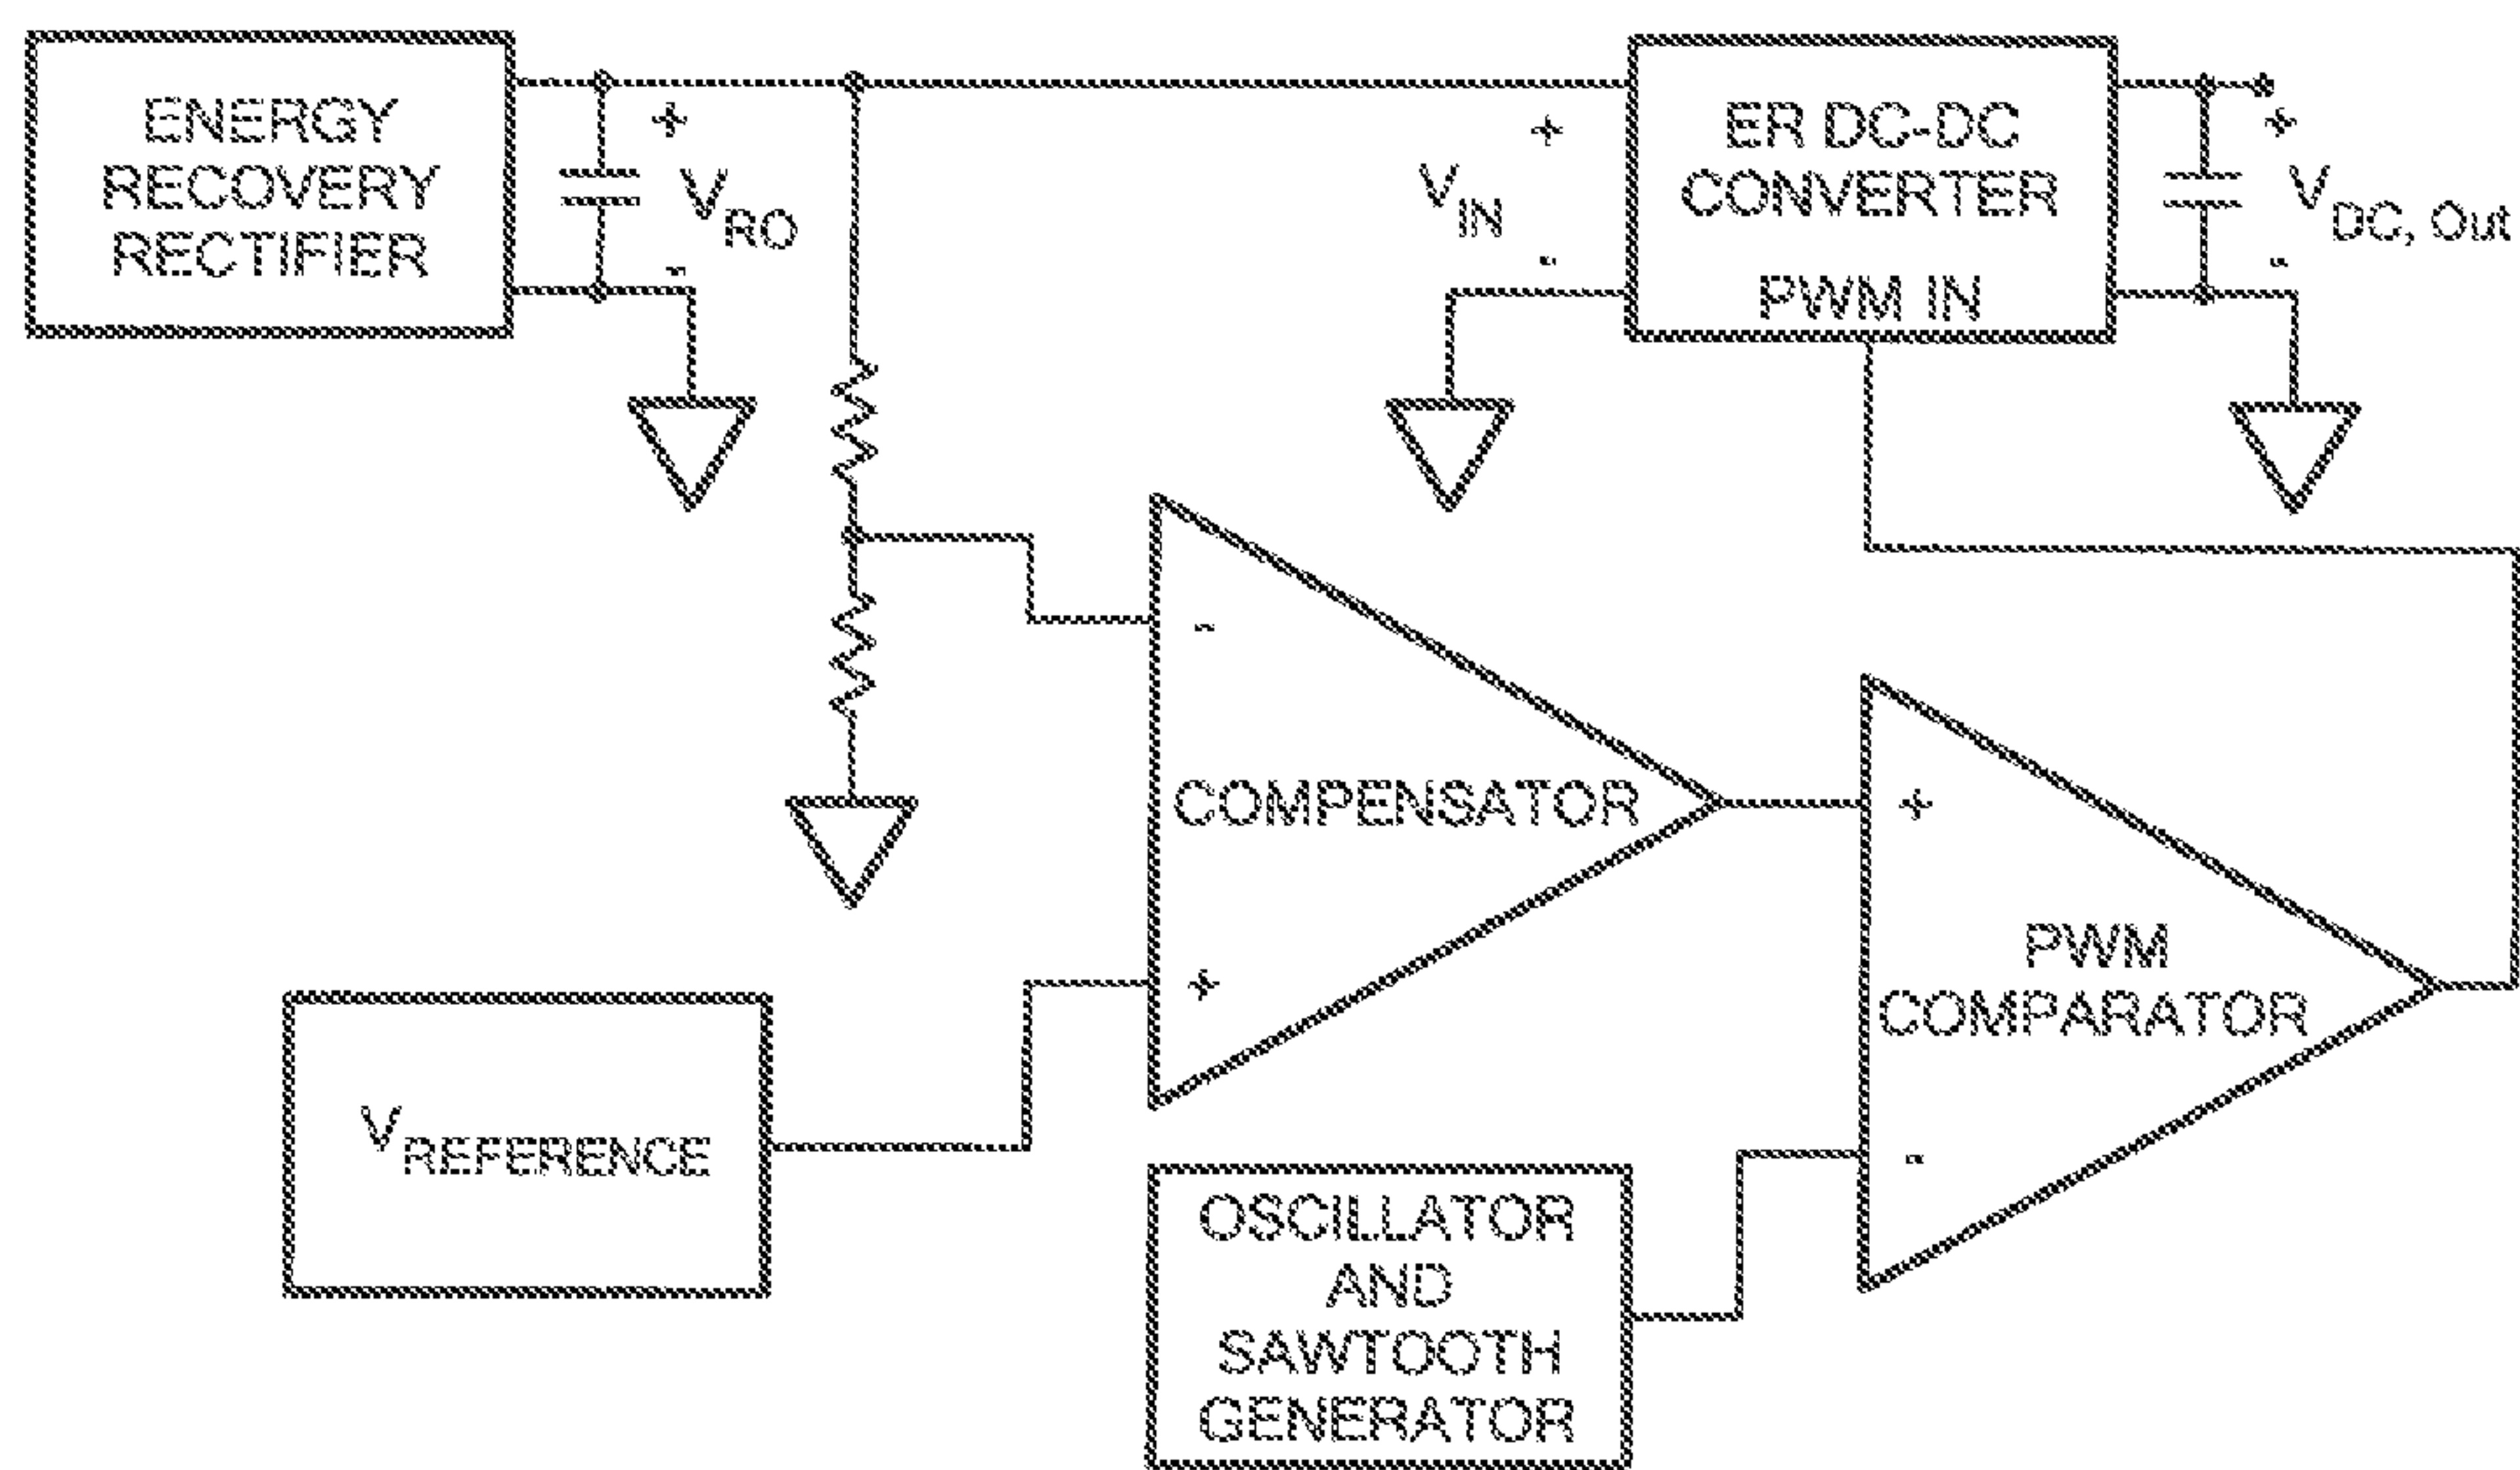 ENERGY
RECOVERY
RECTIFIER
+
V RO
-
+
V IN
-
ER DC-DC
CONVERTER
PWM IN
+
V DC, Out
-
-
COMPENSATOR
+
+
PWM
COMPARATOR
-
V REFERENCE
OSCILLATOR
AND
SAWTOOTH
GENERATOR